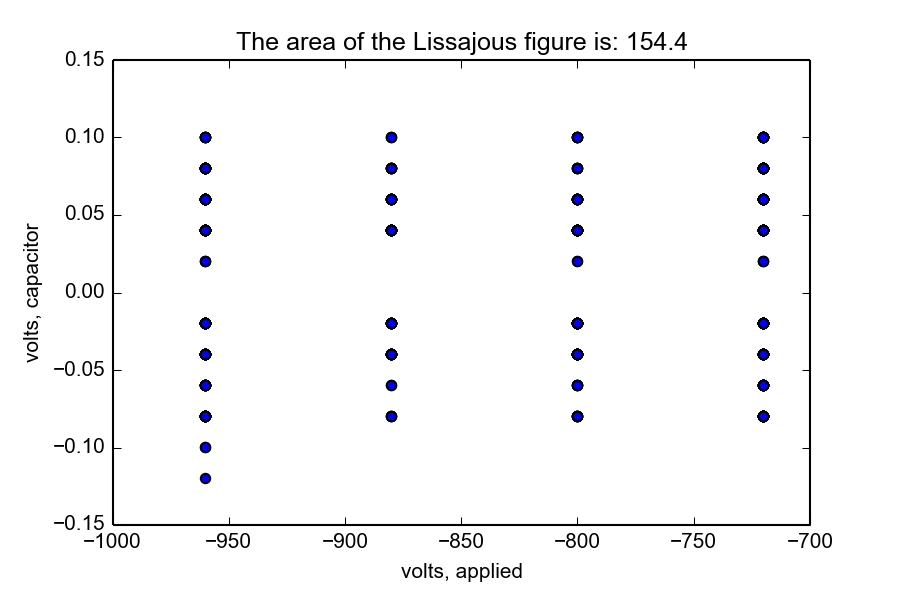 The area of the Lissajous figure is: 154.4
0.15
0.10
0.05
0.00
−0.05
−0.10
−0.15
−1000 −950 −900 −850 −800 −750 −700
volts, capacitor
volts, applied